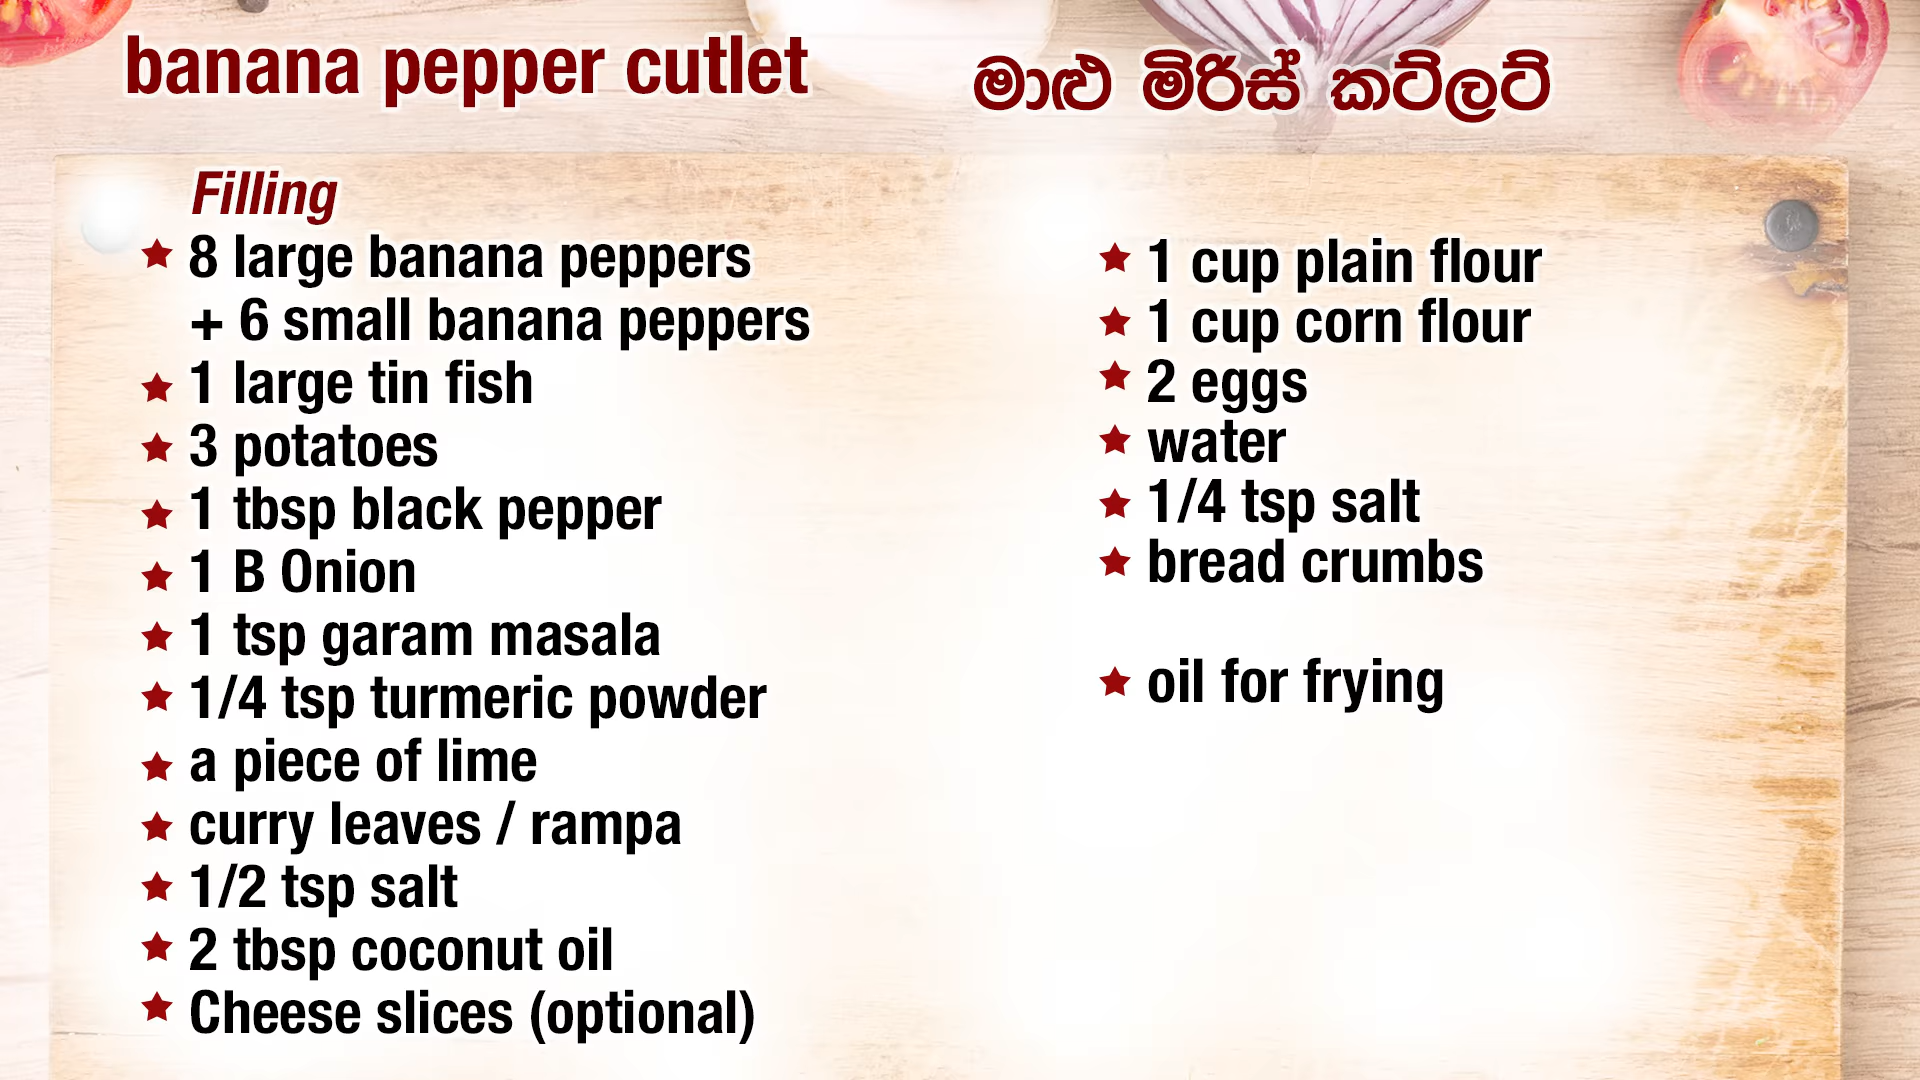 banana pepper cutlet
මාළු මිරිස් කට්ලට්
Filling
8 large banana peppers
+ 6 small banana peppers
1 large tin fish
3 potatoes
1 tbsp black pepper
1 B Onion
1 tsp garam masala
1/4 tsp turmeric powder
a piece of lime
curry leaves / rampa
1/2 tsp salt
2 tbsp coconut oil
Cheese slices (optional)
1 cup plain flour
1 cup corn flour
2 eggs
water
1/4 tsp salt
bread crumbs
oil for frying